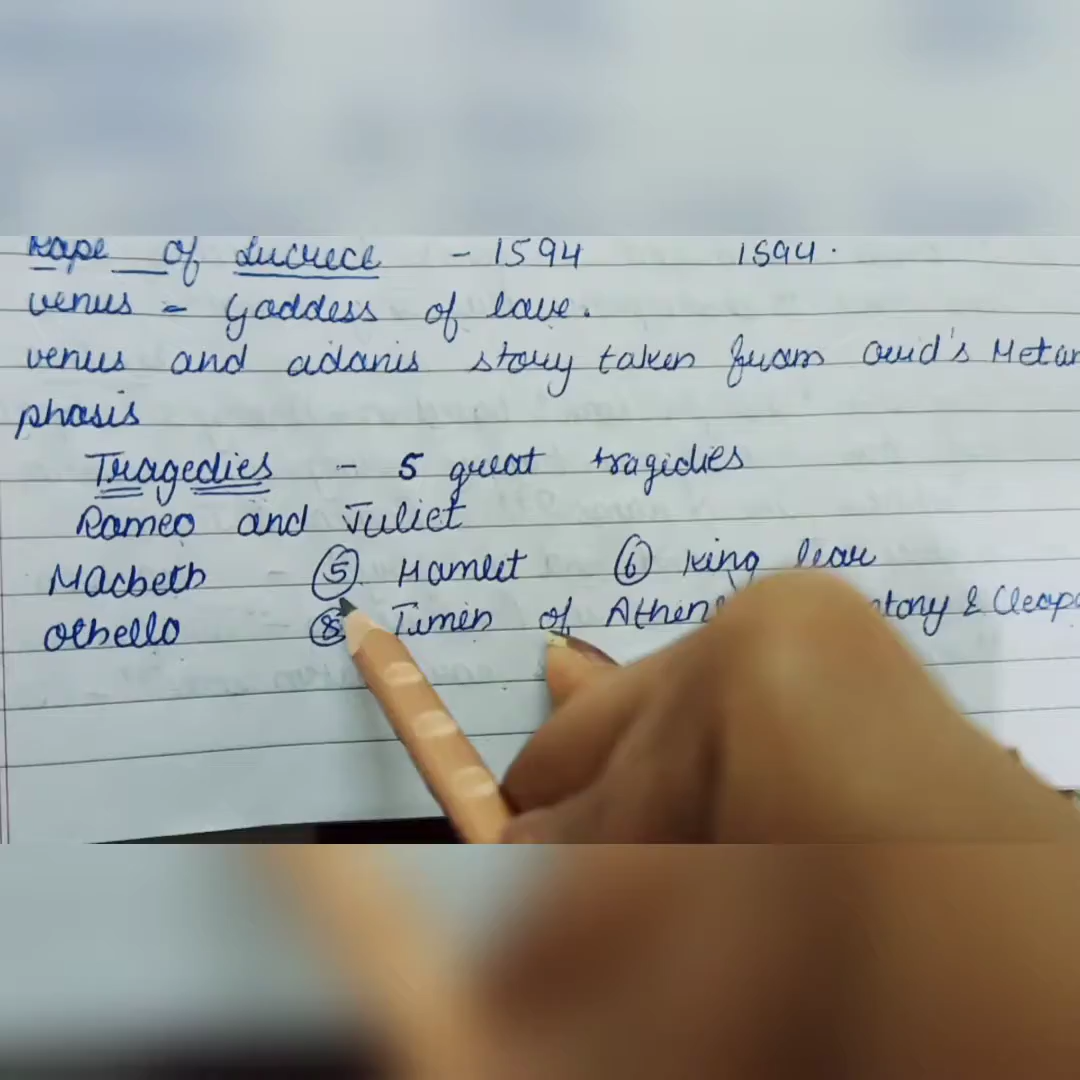 Rape of Lucrece - 1594 1594.
venus = Goddess of love.
venus and adonis story taken from ovid's Metam
phosis
Tragedies - 5 great tragidies
Romeo and Juliet
Macbeth ⑤ Hamlet ⑥ King lear
Othello ⑧ Timen of Athen ntony & Cleop